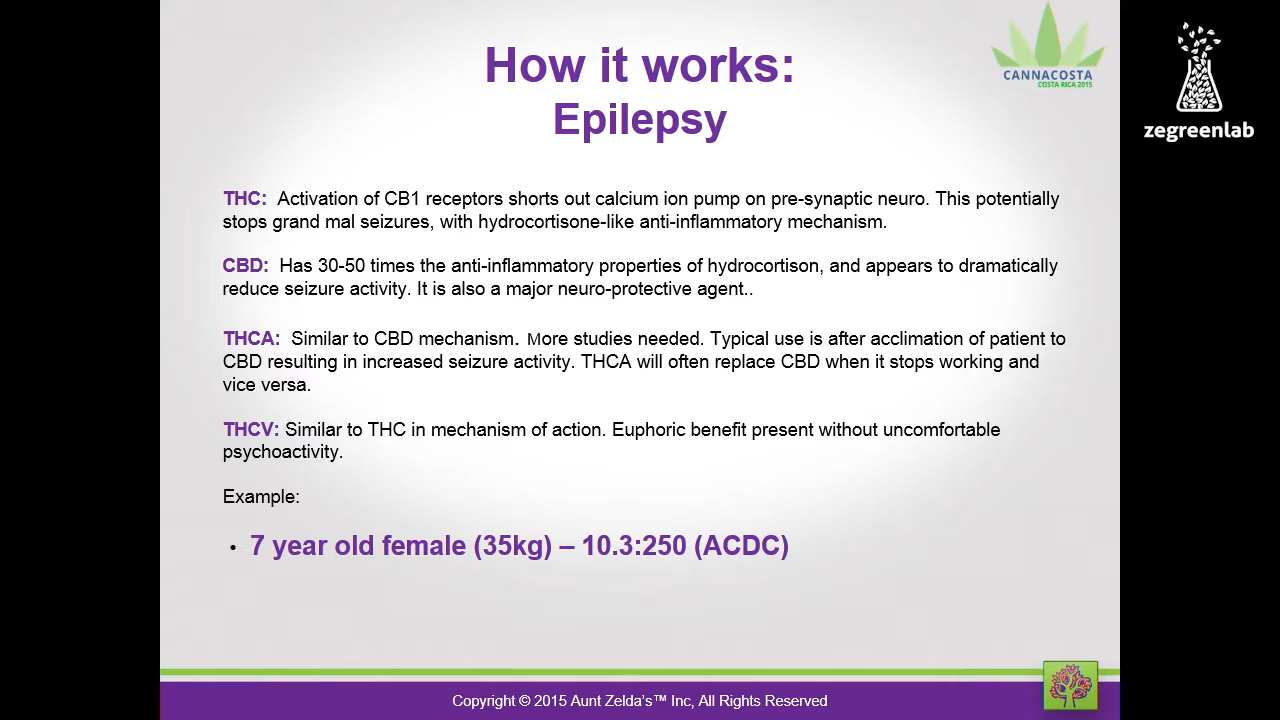 How it works:
Epilepsy
CANNACOSTA
COSTA RICA 2015
zegreenlab
THC: Activation of CB1 receptors shorts out calcium ion pump on pre-synaptic neuro. This potentially
stops grand mal seizures, with hydrocortisone-like anti-inflammatory mechanism.
CBD: Has 30-50 times the anti-inflammatory properties of hydrocortison, and appears to dramatically
reduce seizure activity. It is also a major neuro-protective agent..
THCA: Similar to CBD mechanism. More studies needed. Typical use is after acclimation of patient to
CBD resulting in increased seizure activity. THCA will often replace CBD when it stops working and
vice versa.
THCV: Similar to THC in mechanism of action. Euphoric benefit present without uncomfortable
psychoactivity.
Example:
• 7 year old female (35kg) – 10.3:250 (ACDC)
Copyright © 2015 Aunt Zelda's™ Inc, All Rights Reserved